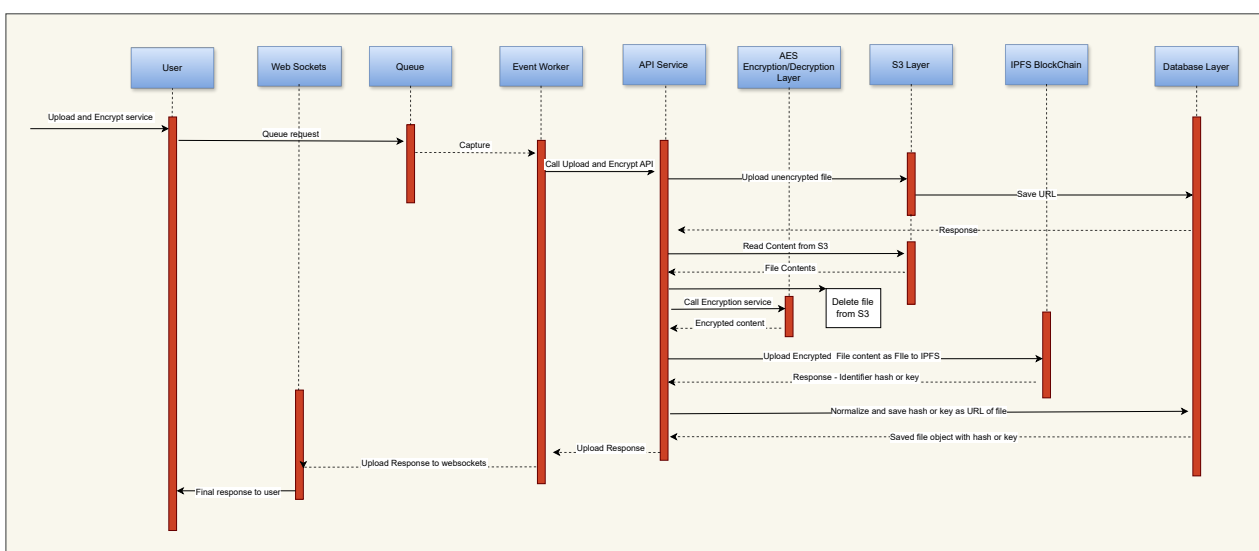 User
Web Sockets
Queue
Event Worker
API Service
AES
Encryption/Decryption
Layer
S3 Layer
IPFS BlockChain
Database Layer
Upload and Encrypt service
Queue request
Capture
Call Upload and Encrypt API
Upload unencrypted file
Save URL
Response
Read Content from S3
File Contents
Delete file
from S3
Call Encryption service
Encrypted content
Upload Encrypted File content as FIle to IPFS
Response - Identifier hash or key
Normalize and save hash or key as URL of file
Saved file object with hash or key
Upload Response
Upload Response to websockets
Final response to user